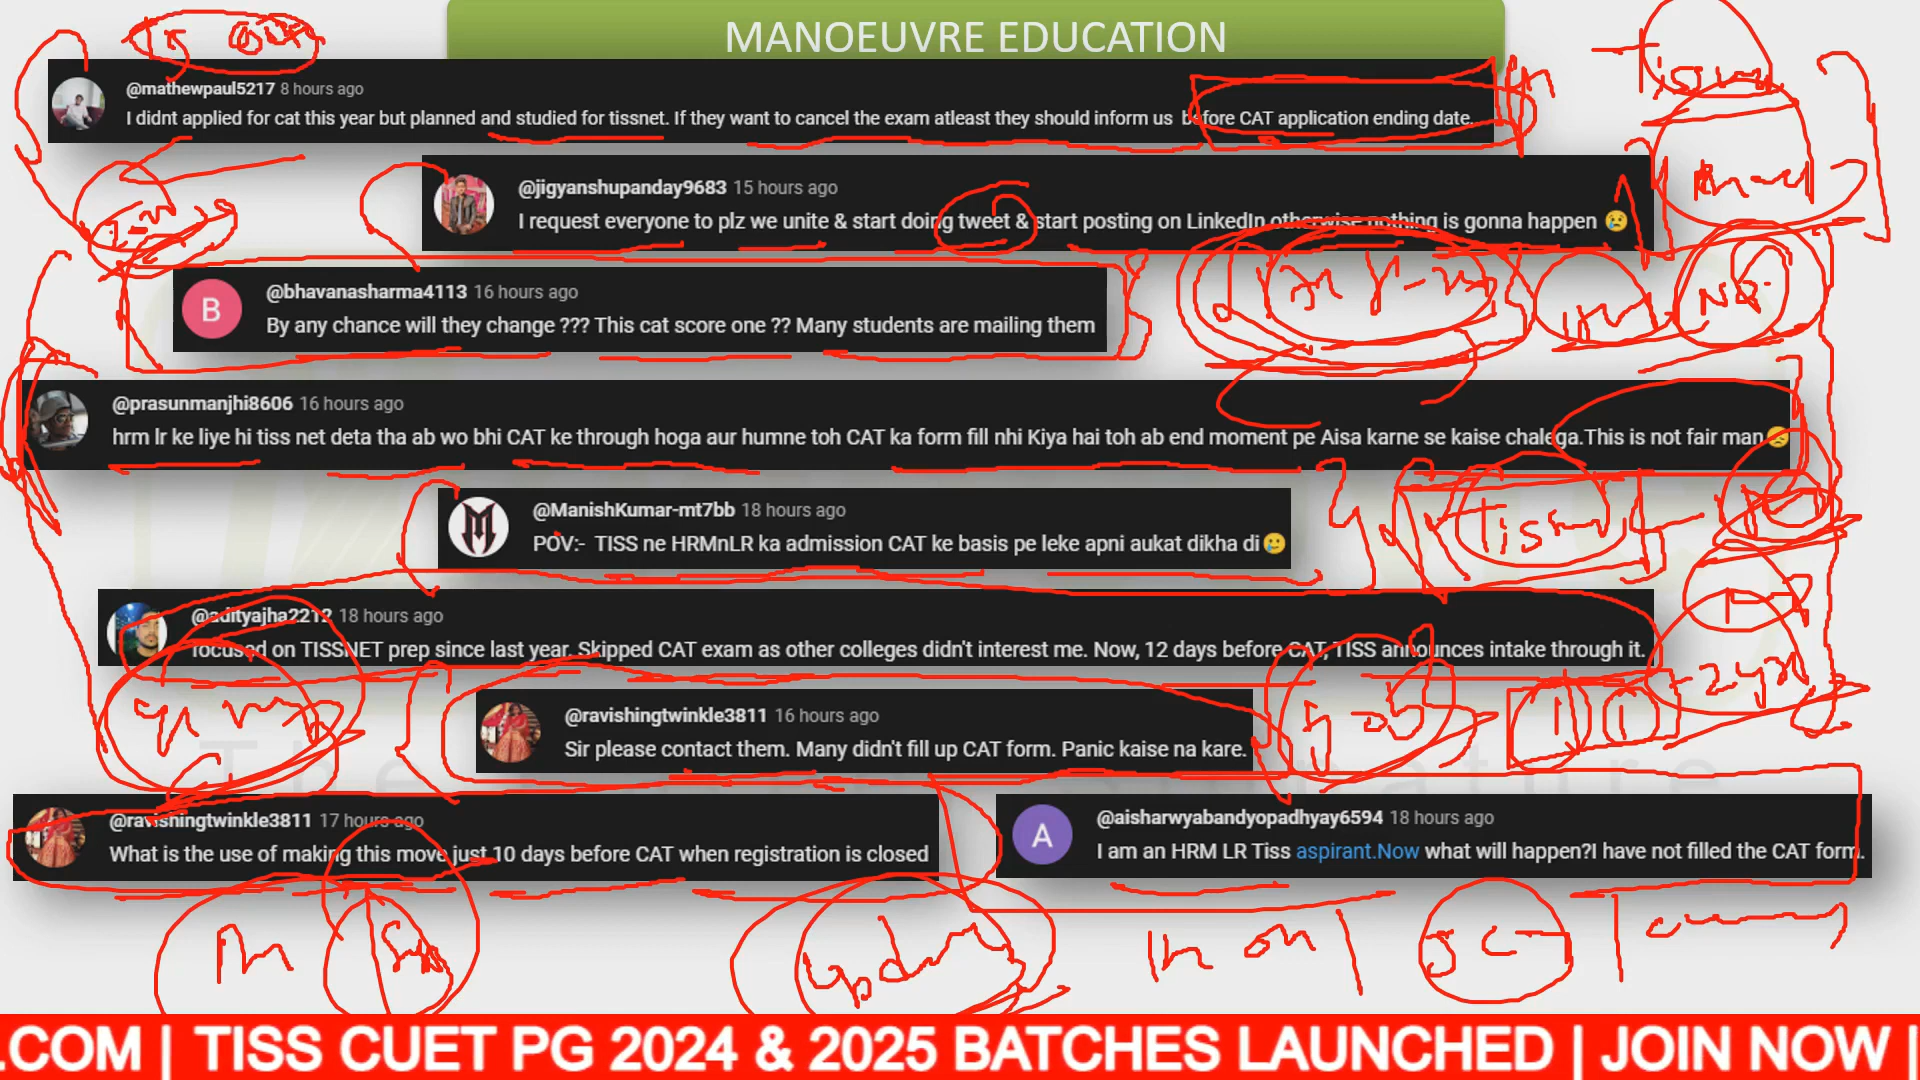 MANOEUVRE EDUCATION
@mathewpaul5217 8 hours ago
I didnt applied for cat this year but planned and studied for tissnet. If they want to cancel the exam atleast they should inform us before CAT application ending date..
@jigyanshupanday9683 15 hours ago
I request everyone to plz we unite & start doing tweet & start posting on LinkedIn otherwise nothing is gonna happen 😢
B
@bhavanasharma4113 16 hours ago
By any chance will they change ??? This cat score one ?? Many students are mailing them
@prasunmanjhi8606 16 hours ago
hrm lr ke liye hi tiss net deta tha ab wo bhi CAT ke through hoga aur humne toh CAT ka form fill nhi Kiya hai toh ab end moment pe Aisa karne se kaise chalega.This is not fair man😞
@ManishKumar-mt7bb 18 hours ago
POV:- TISS ne HRMnLR ka admission CAT ke basis pe leke apni aukat dikha di🥲
@adityajha2212 18 hours ago
focused on TISSNET prep since last year. Skipped CAT exam as other colleges didn't interest me. Now, 12 days before CAT, TISS announces intake through it.
@ravishingtwinkle3811 16 hours ago
Sir please contact them. Many didn't fill up CAT form. Panic kaise na kare.
@ravishingtwinkle3811 17 hours ago
What is the use of making this move just 10 days before CAT when registration is closed
A
@aisharwyabandyopadhyay6594 18 hours ago
I am an HRM LR Tiss aspirant.Now what will happen?I have not filled the CAT form.
.COM | TISS CUET PG 2024 & 2025 BATCHES LAUNCHED | JOIN NOW |